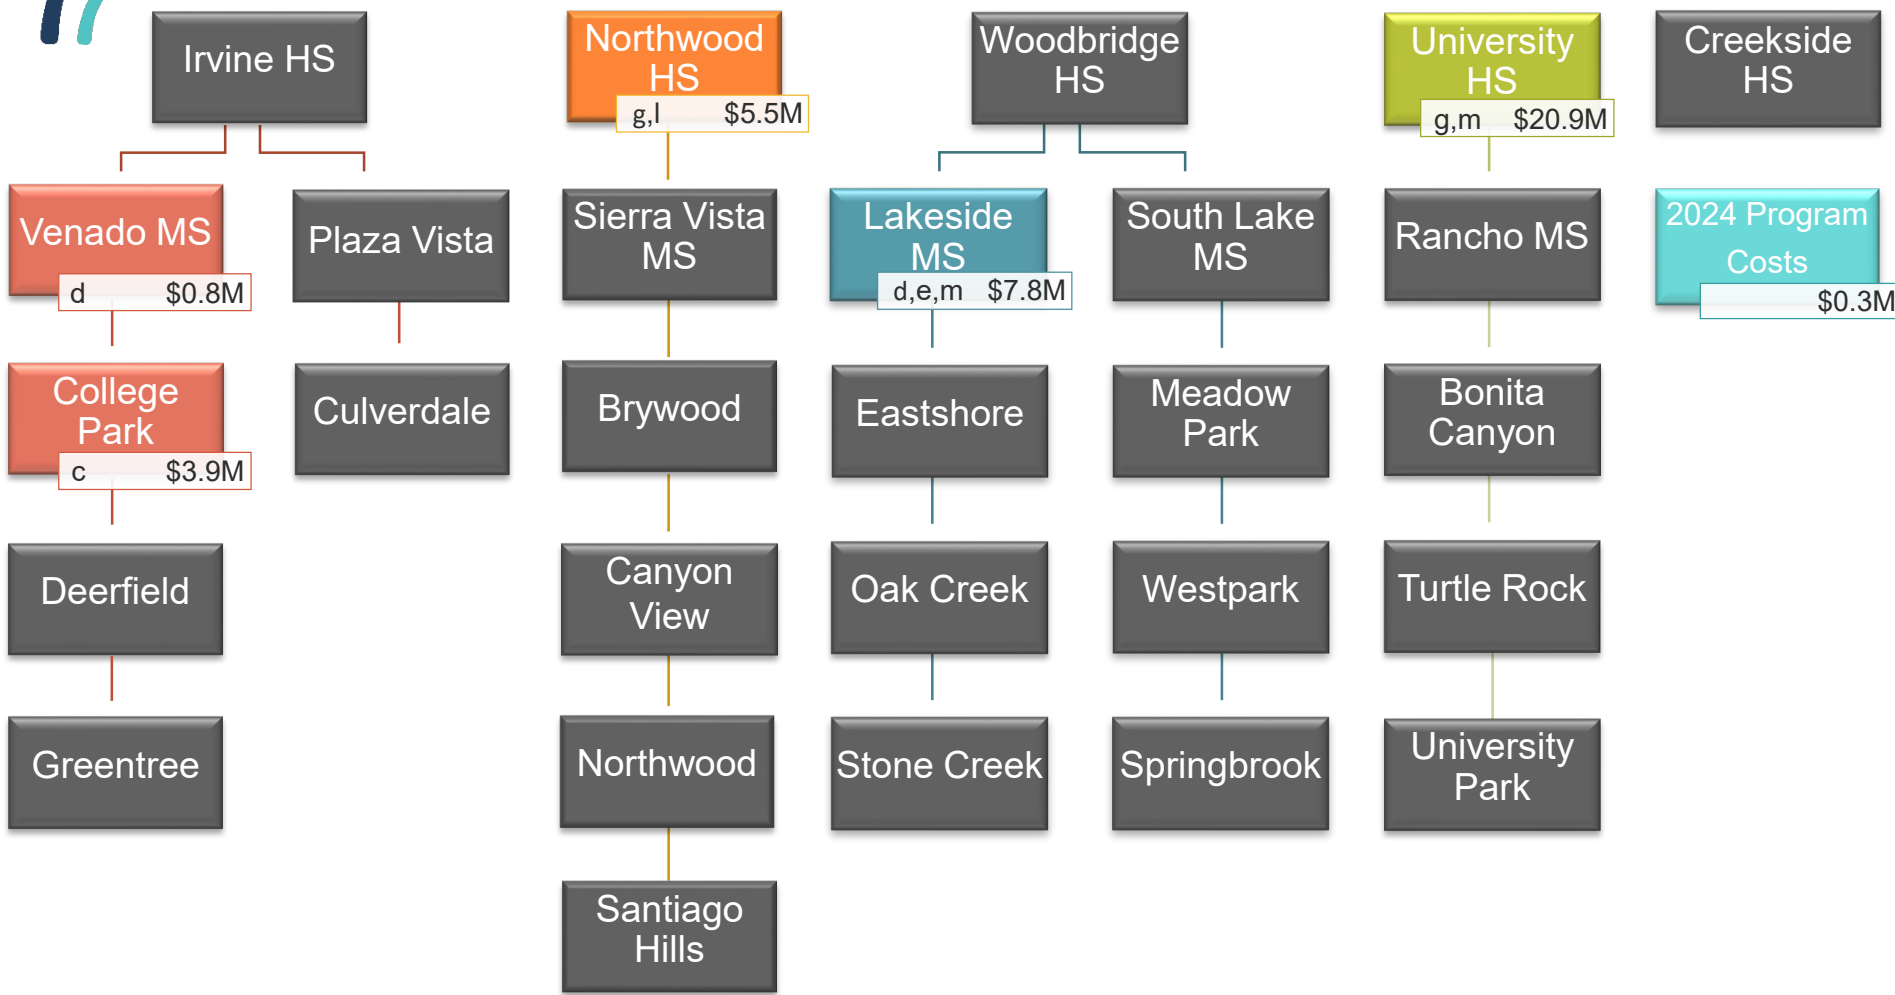 Irvine HS
Northwood
HS
g,l $5.5M
Woodbridge
HS
University
HS
g,m $20.9M
Creekside
HS
Venado MS
d $0.8M
Plaza Vista
Sierra Vista
MS
Lakeside
MS
d,e,m $7.8M
South Lake
MS
Rancho MS
2024 Program
Costs
$0.3M
College
Park
c $3.9M
Culverdale
Brywood
Eastshore
Meadow
Park
Bonita
Canyon
Deerfield
Canyon
View
Oak Creek
Westpark
Turtle Rock
Greentree
Northwood
Stone Creek
Springbrook
University
Park
Santiago
Hills